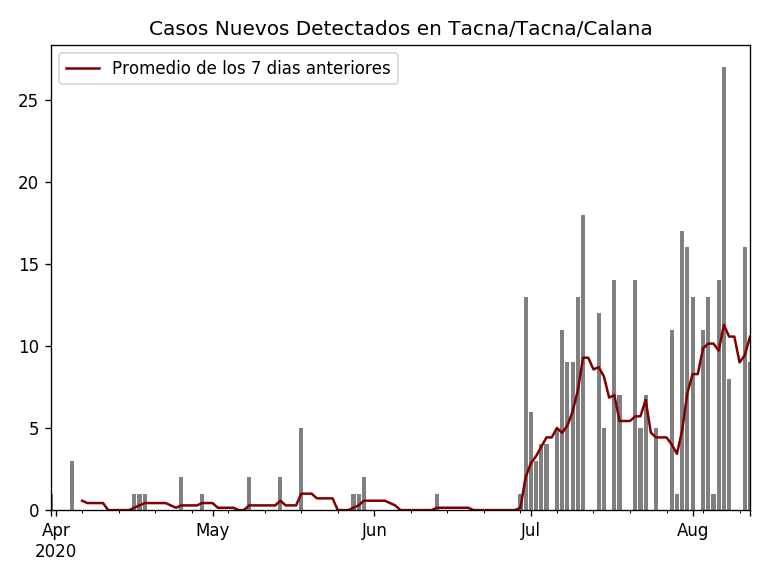 Casos Nuevos Detectados en Tacna/Tacna/Calana
Promedio de los 7 dias anteriores
25
20
15
10
5
0
Apr May Jun Jul Aug
2020